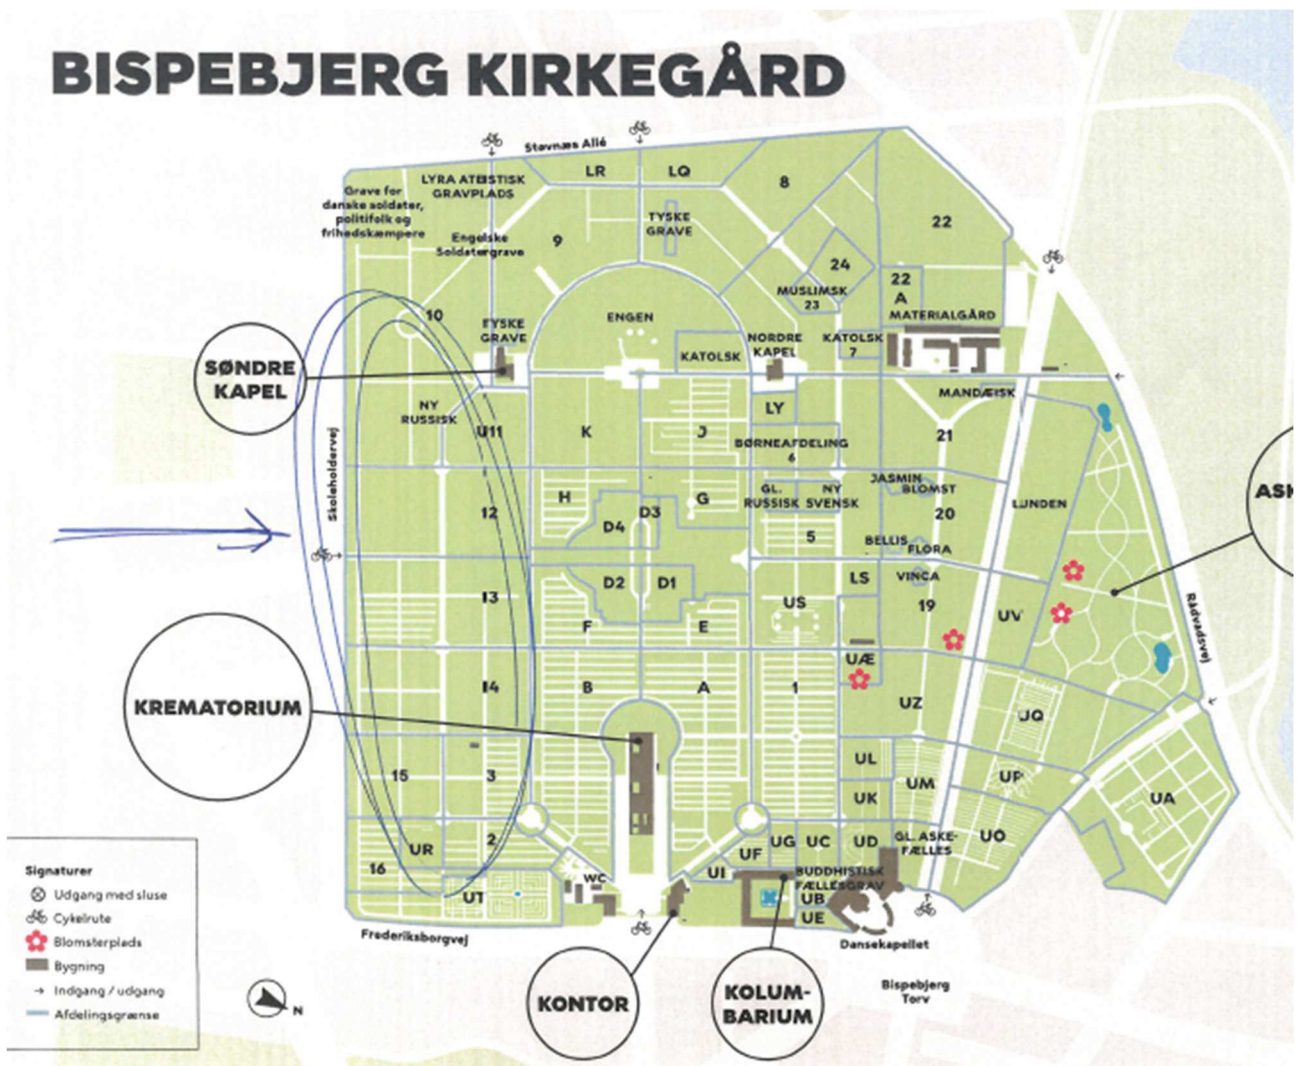 BISPEBJERG KIRKEGÅRD
Støvnæs Allé
Grave for
danske soldater,
politifolk og
frihedskæmpere
LYRA ATEISTISK
GRAVPLADS
Engelske
Soldatergrave
LR
LQ
8
9
TYSKE
GRAVE
22
24
MUSLIMSK
23
22
A
MATERIALGÅRD
10
TYSKE
GRAVE
ENGEN
KATOLSK
NORDRE
KAPEL
KATOLSK
7
SØNDRE
KAPEL
MANDÆISK
NY
RUSSISK
U11
K
J
LY
BØRNEAFDELING
6
21
Skoleholdervej
H
G
GL.
RUSSISK
NY
SVENSK
JASMIN
BLOMST
LUNDEN
12
D4
D3
5
20
BELLIS
FLORA
D2
D1
LS
VINCA
13
US
19
UV
F
E
Rådvadsvej
UÆ
14
B
A
1
UZ
UQ
KREMATORIUM
15
3
UL
UM
UP
UK
UA
2
UR
UF
UG
UC
UD
GL. ASKE-
FÆLLES
UO
16
UT
WC
UI
BUDDHISTISK
FÆLLESGRAV
UB
UE
Frederiksborgvej
Dansekapellet
Bispebjerg
Torv
KONTOR
KOLUM-
BARIUM
Signaturer
Udgang med sluse
Cykelrute
Blomsterplads
Bygning
Indgang / udgang
Afdelingsgrænse
N